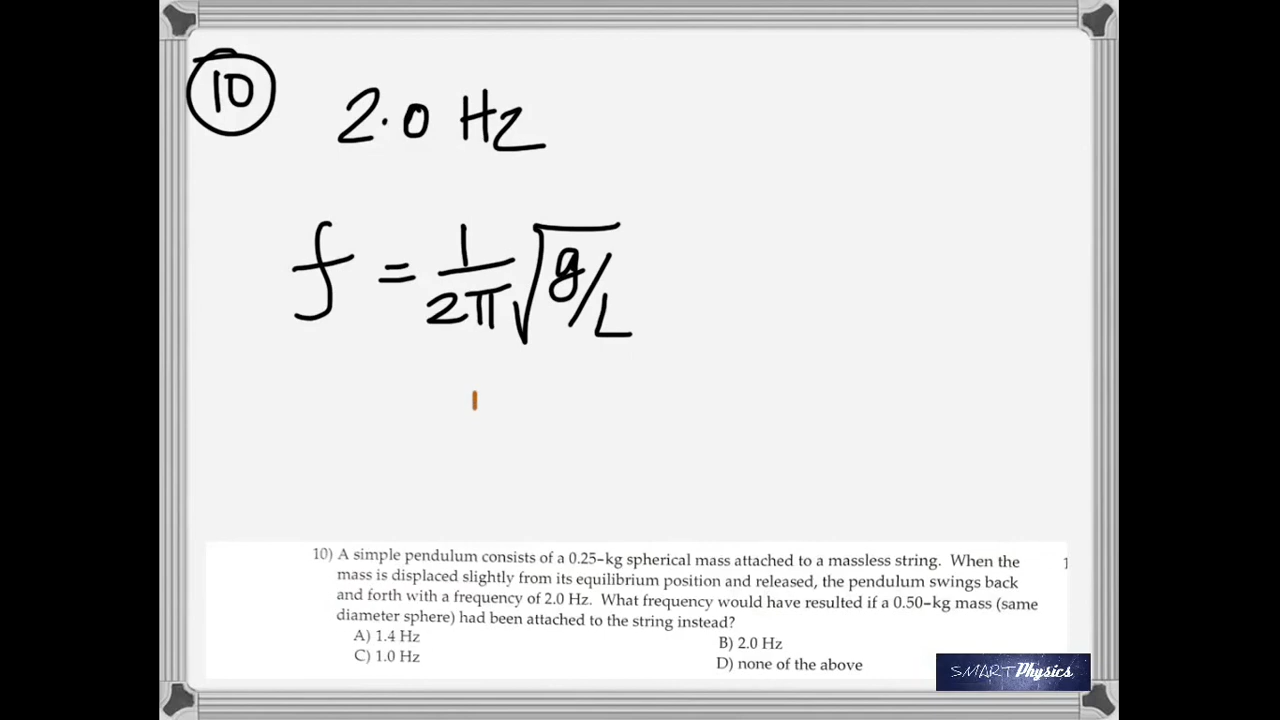 10
2.0 Hz
f = 1/2π √g/L
10) A simple pendulum consists of a 0.25-kg spherical mass attached to a massless string. When the
mass is displaced slightly from its equilibrium position and released, the pendulum swings back
and forth with a frequency of 2.0 Hz. What frequency would have resulted if a 0.50-kg mass (same
diameter sphere) had been attached to the string instead?
A) 1.4 Hz B) 2.0 Hz
C) 1.0 Hz D) none of the above
SMART Physics